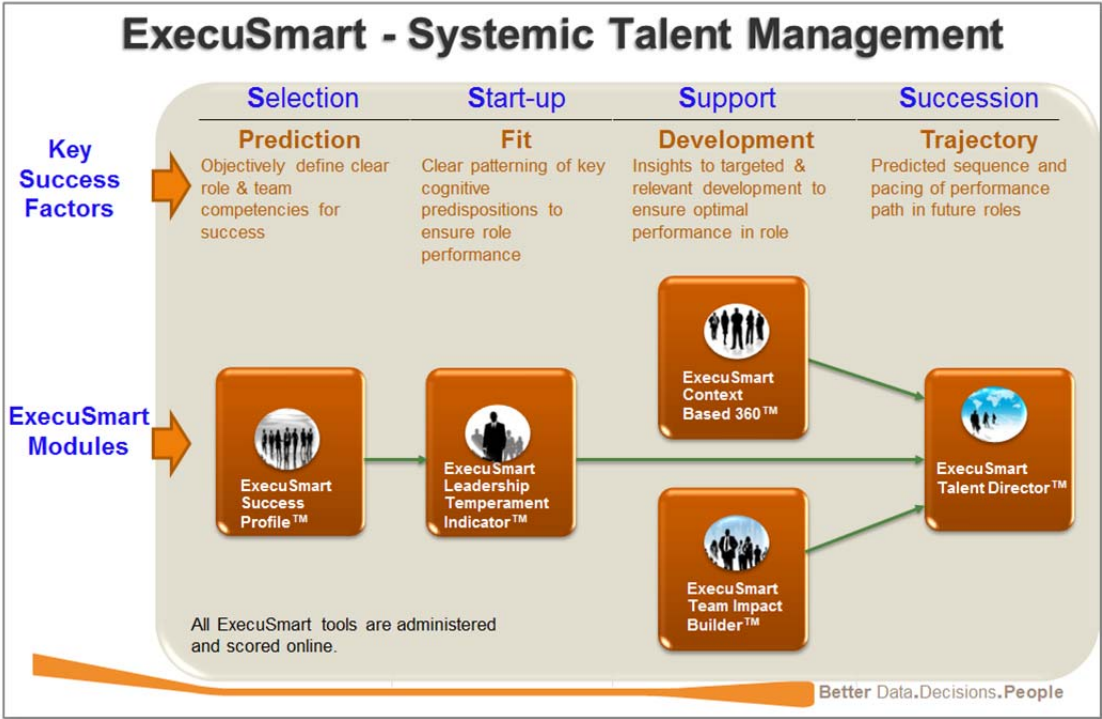 ExecuSmart - Systemic Talent Management
Selection
Start-up
Support
Succession
Key
Success
Factors
Prediction
Objectively define clear
role & team
competencies for
success
Fit
Clear patterning of key
cognitive
predispositions to
ensure role
performance
Development
Insights to targeted &
relevant development to
ensure optimal
performance in role
Trajectory
Predicted sequence and
pacing of performance
path in future roles
ExecuSmart
Modules
ExecuSmart
Success
Profile™
ExecuSmart
Leadership
Temperament
Indicator™
ExecuSmart
Context
Based 360™
ExecuSmart
Team Impact
Builder™
ExecuSmart
Talent Director™
All ExecuSmart tools are administered
and scored online.
Better Data.Decisions.People